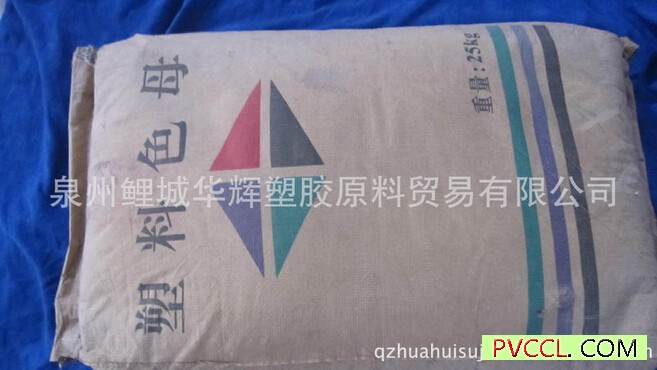 塑料色母
重量:25kg
泉州鲤城华辉塑胶原料贸易有限公司
qzhuahuisuj
PVCCL.COM